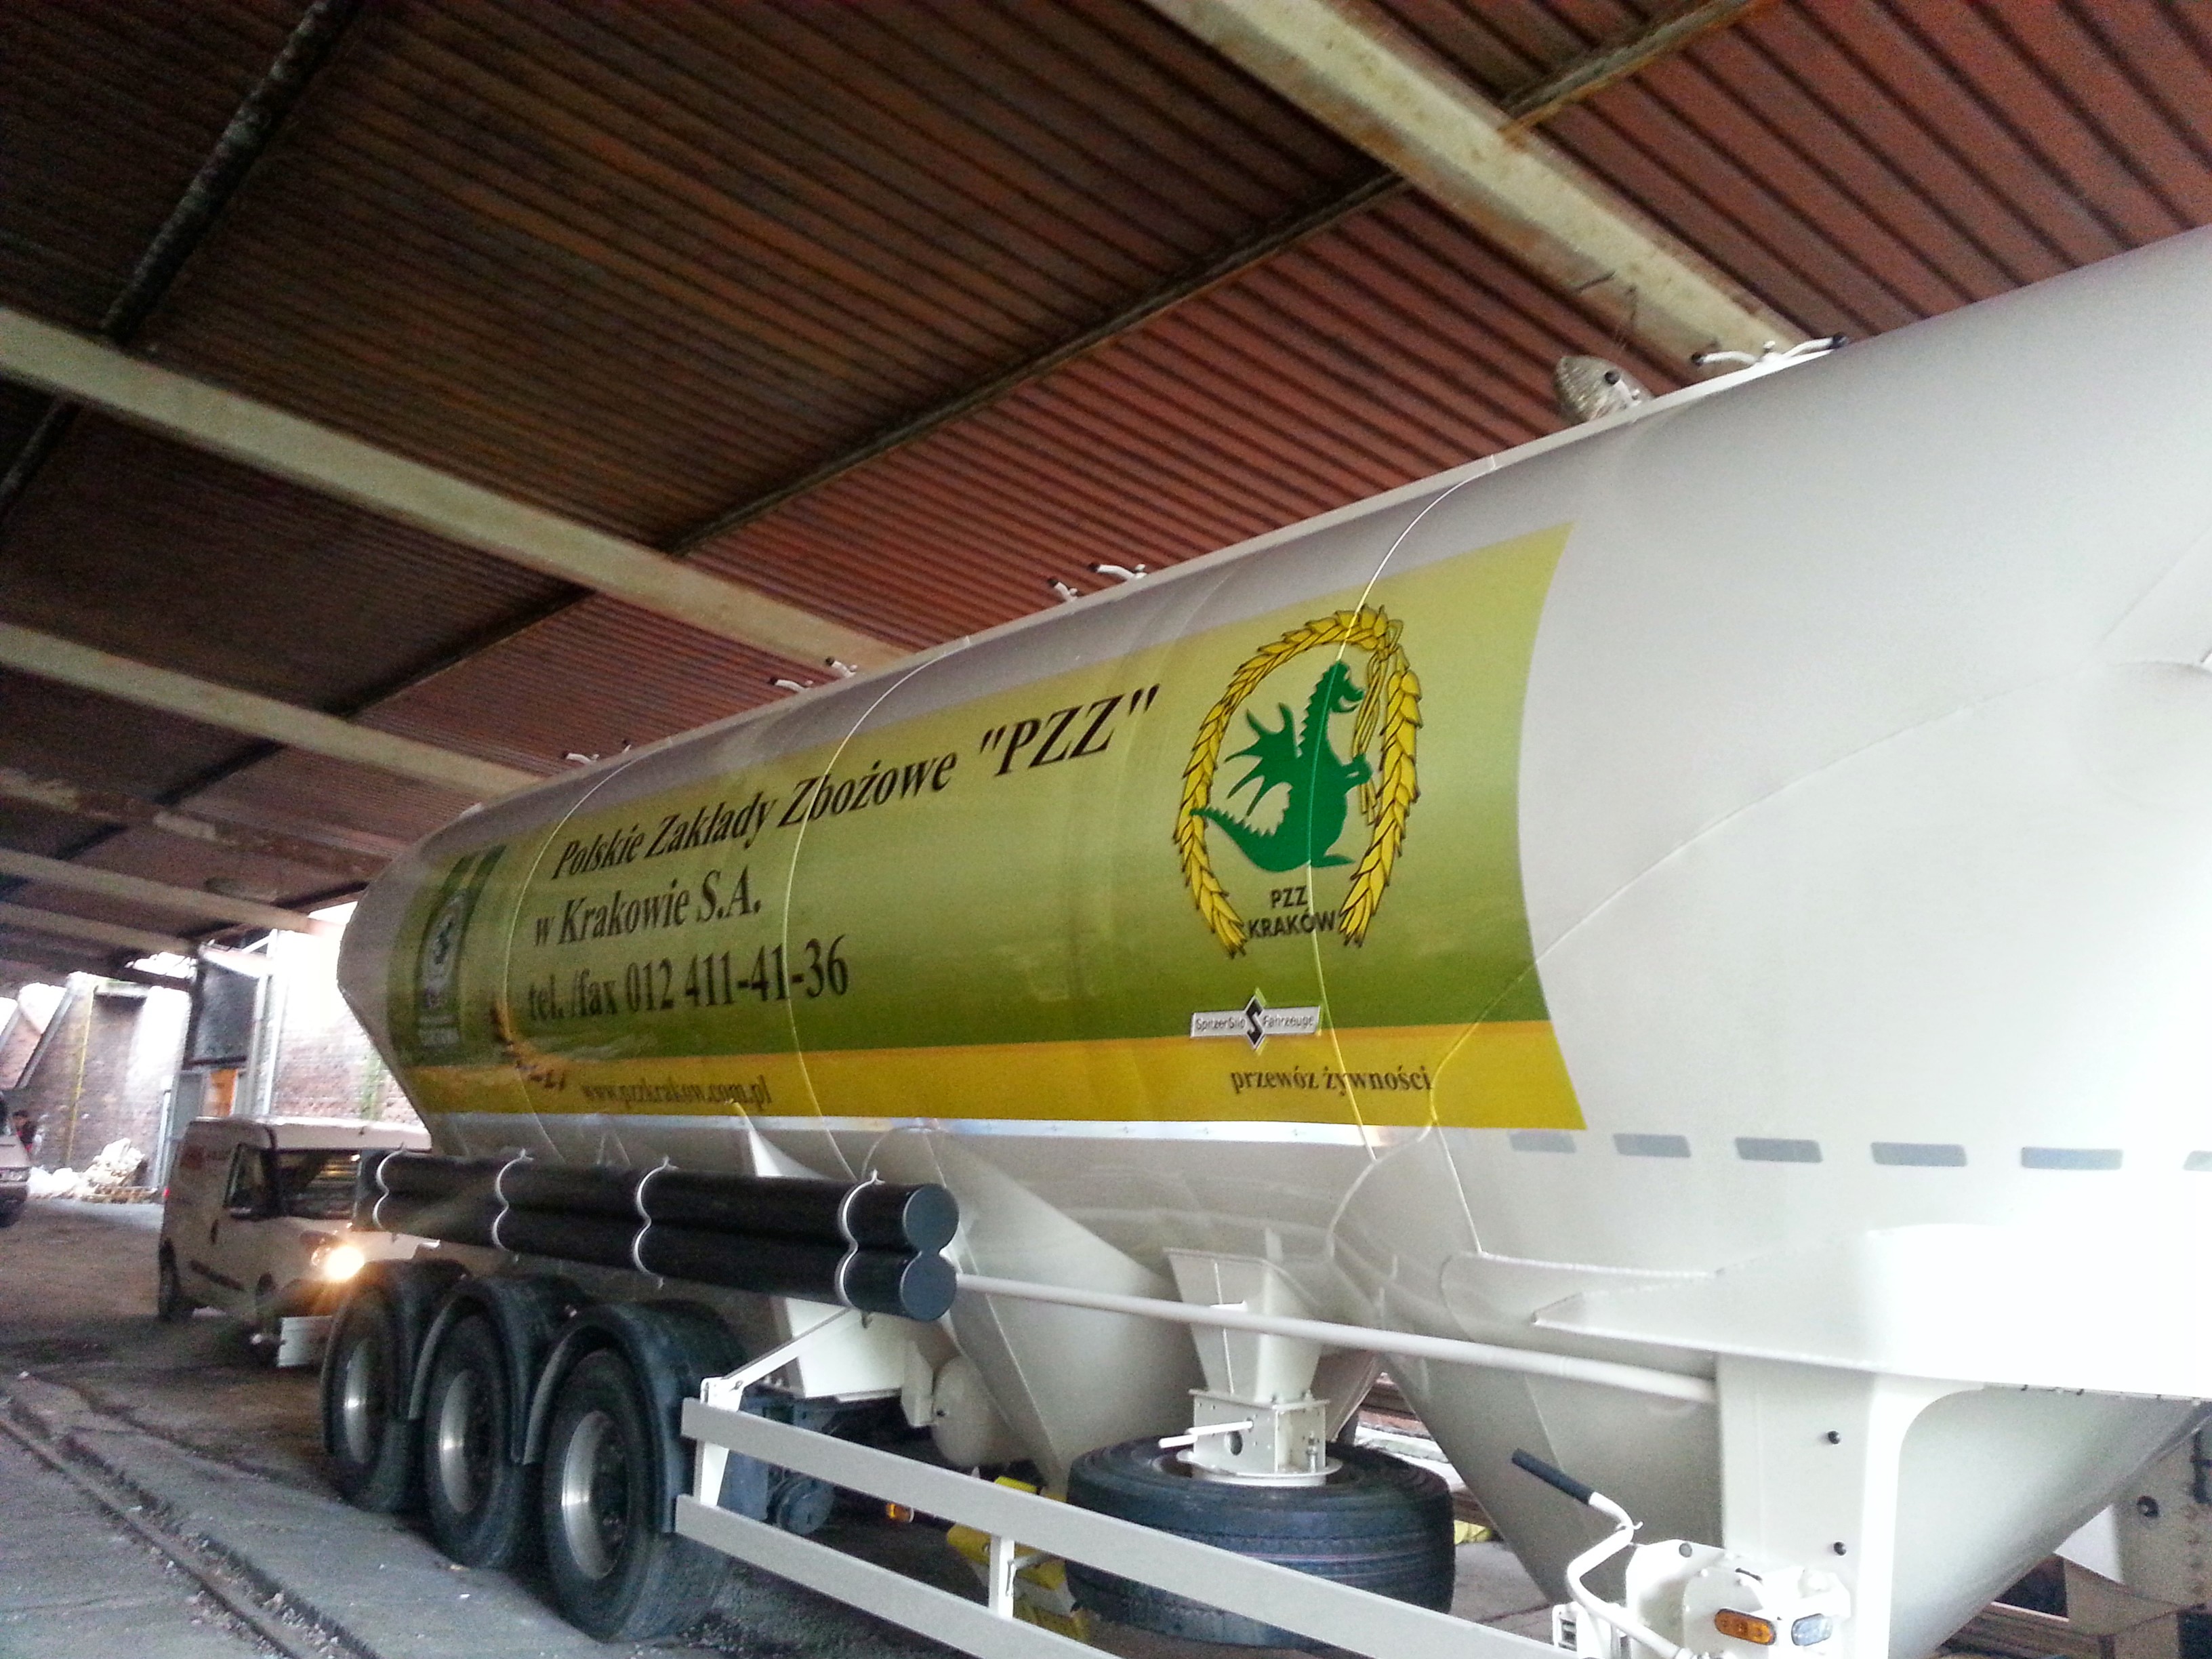 Polskie Zakłady Zbożowe "PZZ"
w Krakowie S.A.
tel. /fax 012 411-41-36
www.pzzkrakow.com.pl
PZZ
KRAKÓW
SpitzerSilo S Fahrzeuge
przewóz żywności